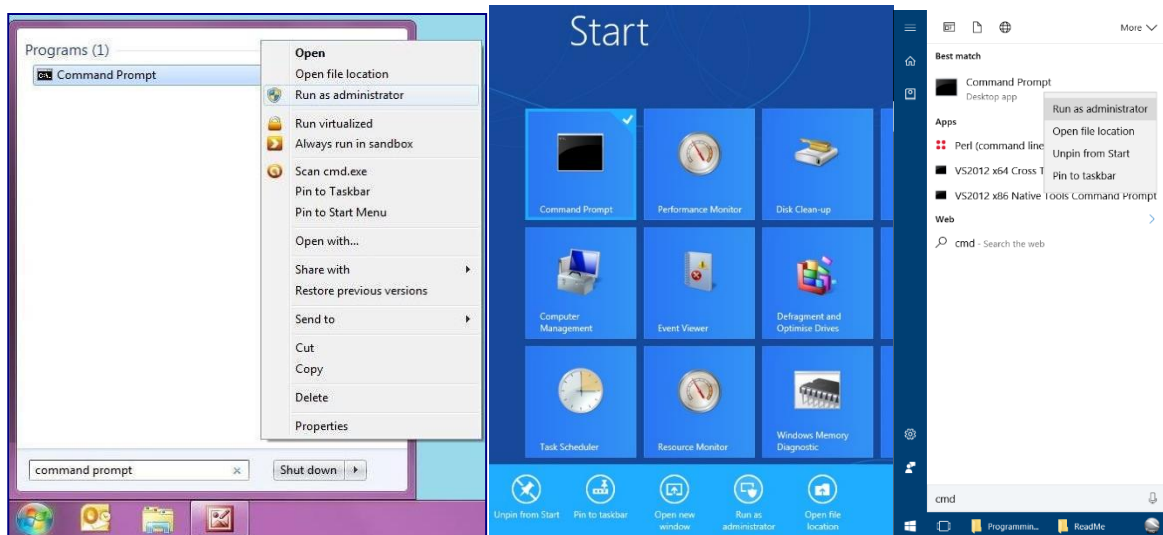 Programs (1)
Command Prompt
Open
Open file location
Run as administrator
Run virtualized
Always run in sandbox
Scan cmd.exe
Pin to Taskbar
Pin to Start Menu
Open with...
Share with
Restore previous versions
Send to
Cut
Copy
Delete
Properties
command prompt
Shut down
Start
Command Prompt
Performance Monitor
Disk Clean-up
Computer
Management
Event Viewer
Defragment and
Optimise Drives
Task Scheduler
Resource Monitor
Windows Memory
Diagnostic
Unpin from Start
Pin to taskbar
Open new
window
Run as
administrator
Open file
location
More
Best match
Command Prompt
Desktop app
Run as administrator
Open file location
Unpin from Start
Pin to taskbar
Apps
Perl (command line
VS2012 x64 Cross T
VS2012 x86 Native Tools Command Prompt
Web
cmd - Search the web
cmd
Programmin...
ReadMe